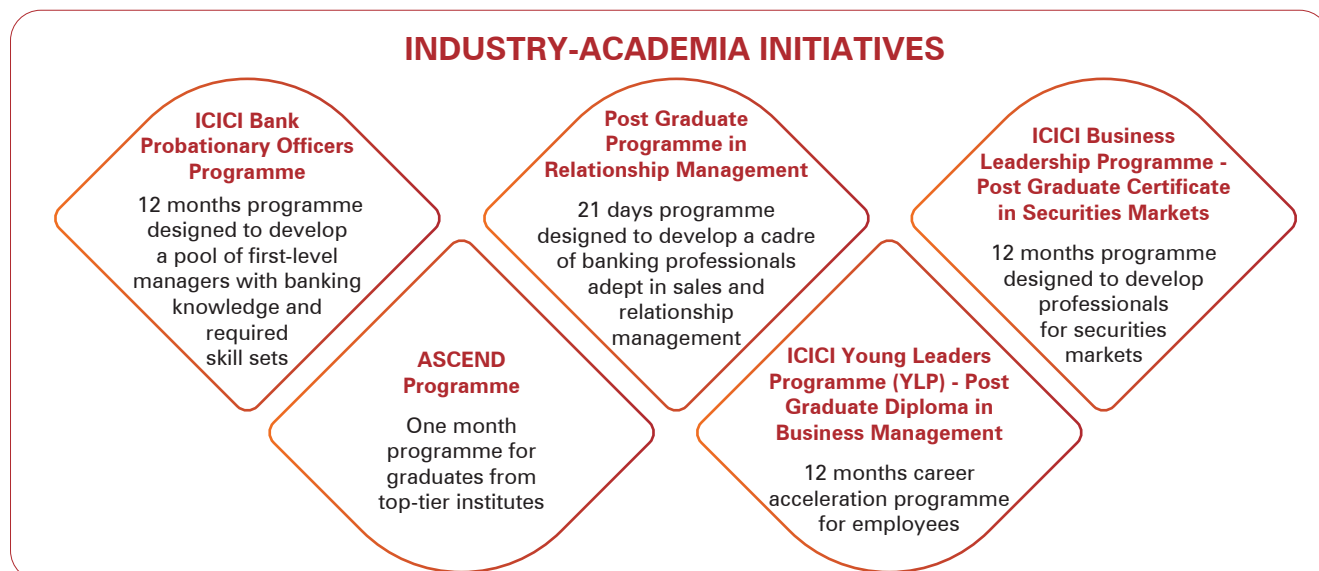 INDUSTRY-ACADEMIA INITIATIVES
ICICI Bank
Probationary Officers
Programme
12 months programme
designed to develop
a pool of first-level
managers with banking
knowledge and
required
skill sets
ASCEND
Programme
One month
programme for
graduates from
top-tier institutes
Post Graduate
Programme in
Relationship Management
21 days programme
designed to develop a cadre
of banking professionals
adept in sales and
relationship
management
ICICI Young Leaders
Programme (YLP) - Post
Graduate Diploma in
Business Management
12 months career
acceleration programme
for employees
ICICI Business
Leadership Programme -
Post Graduate Certificate
in Securities Markets
12 months programme
designed to develop
professionals
for securities
markets